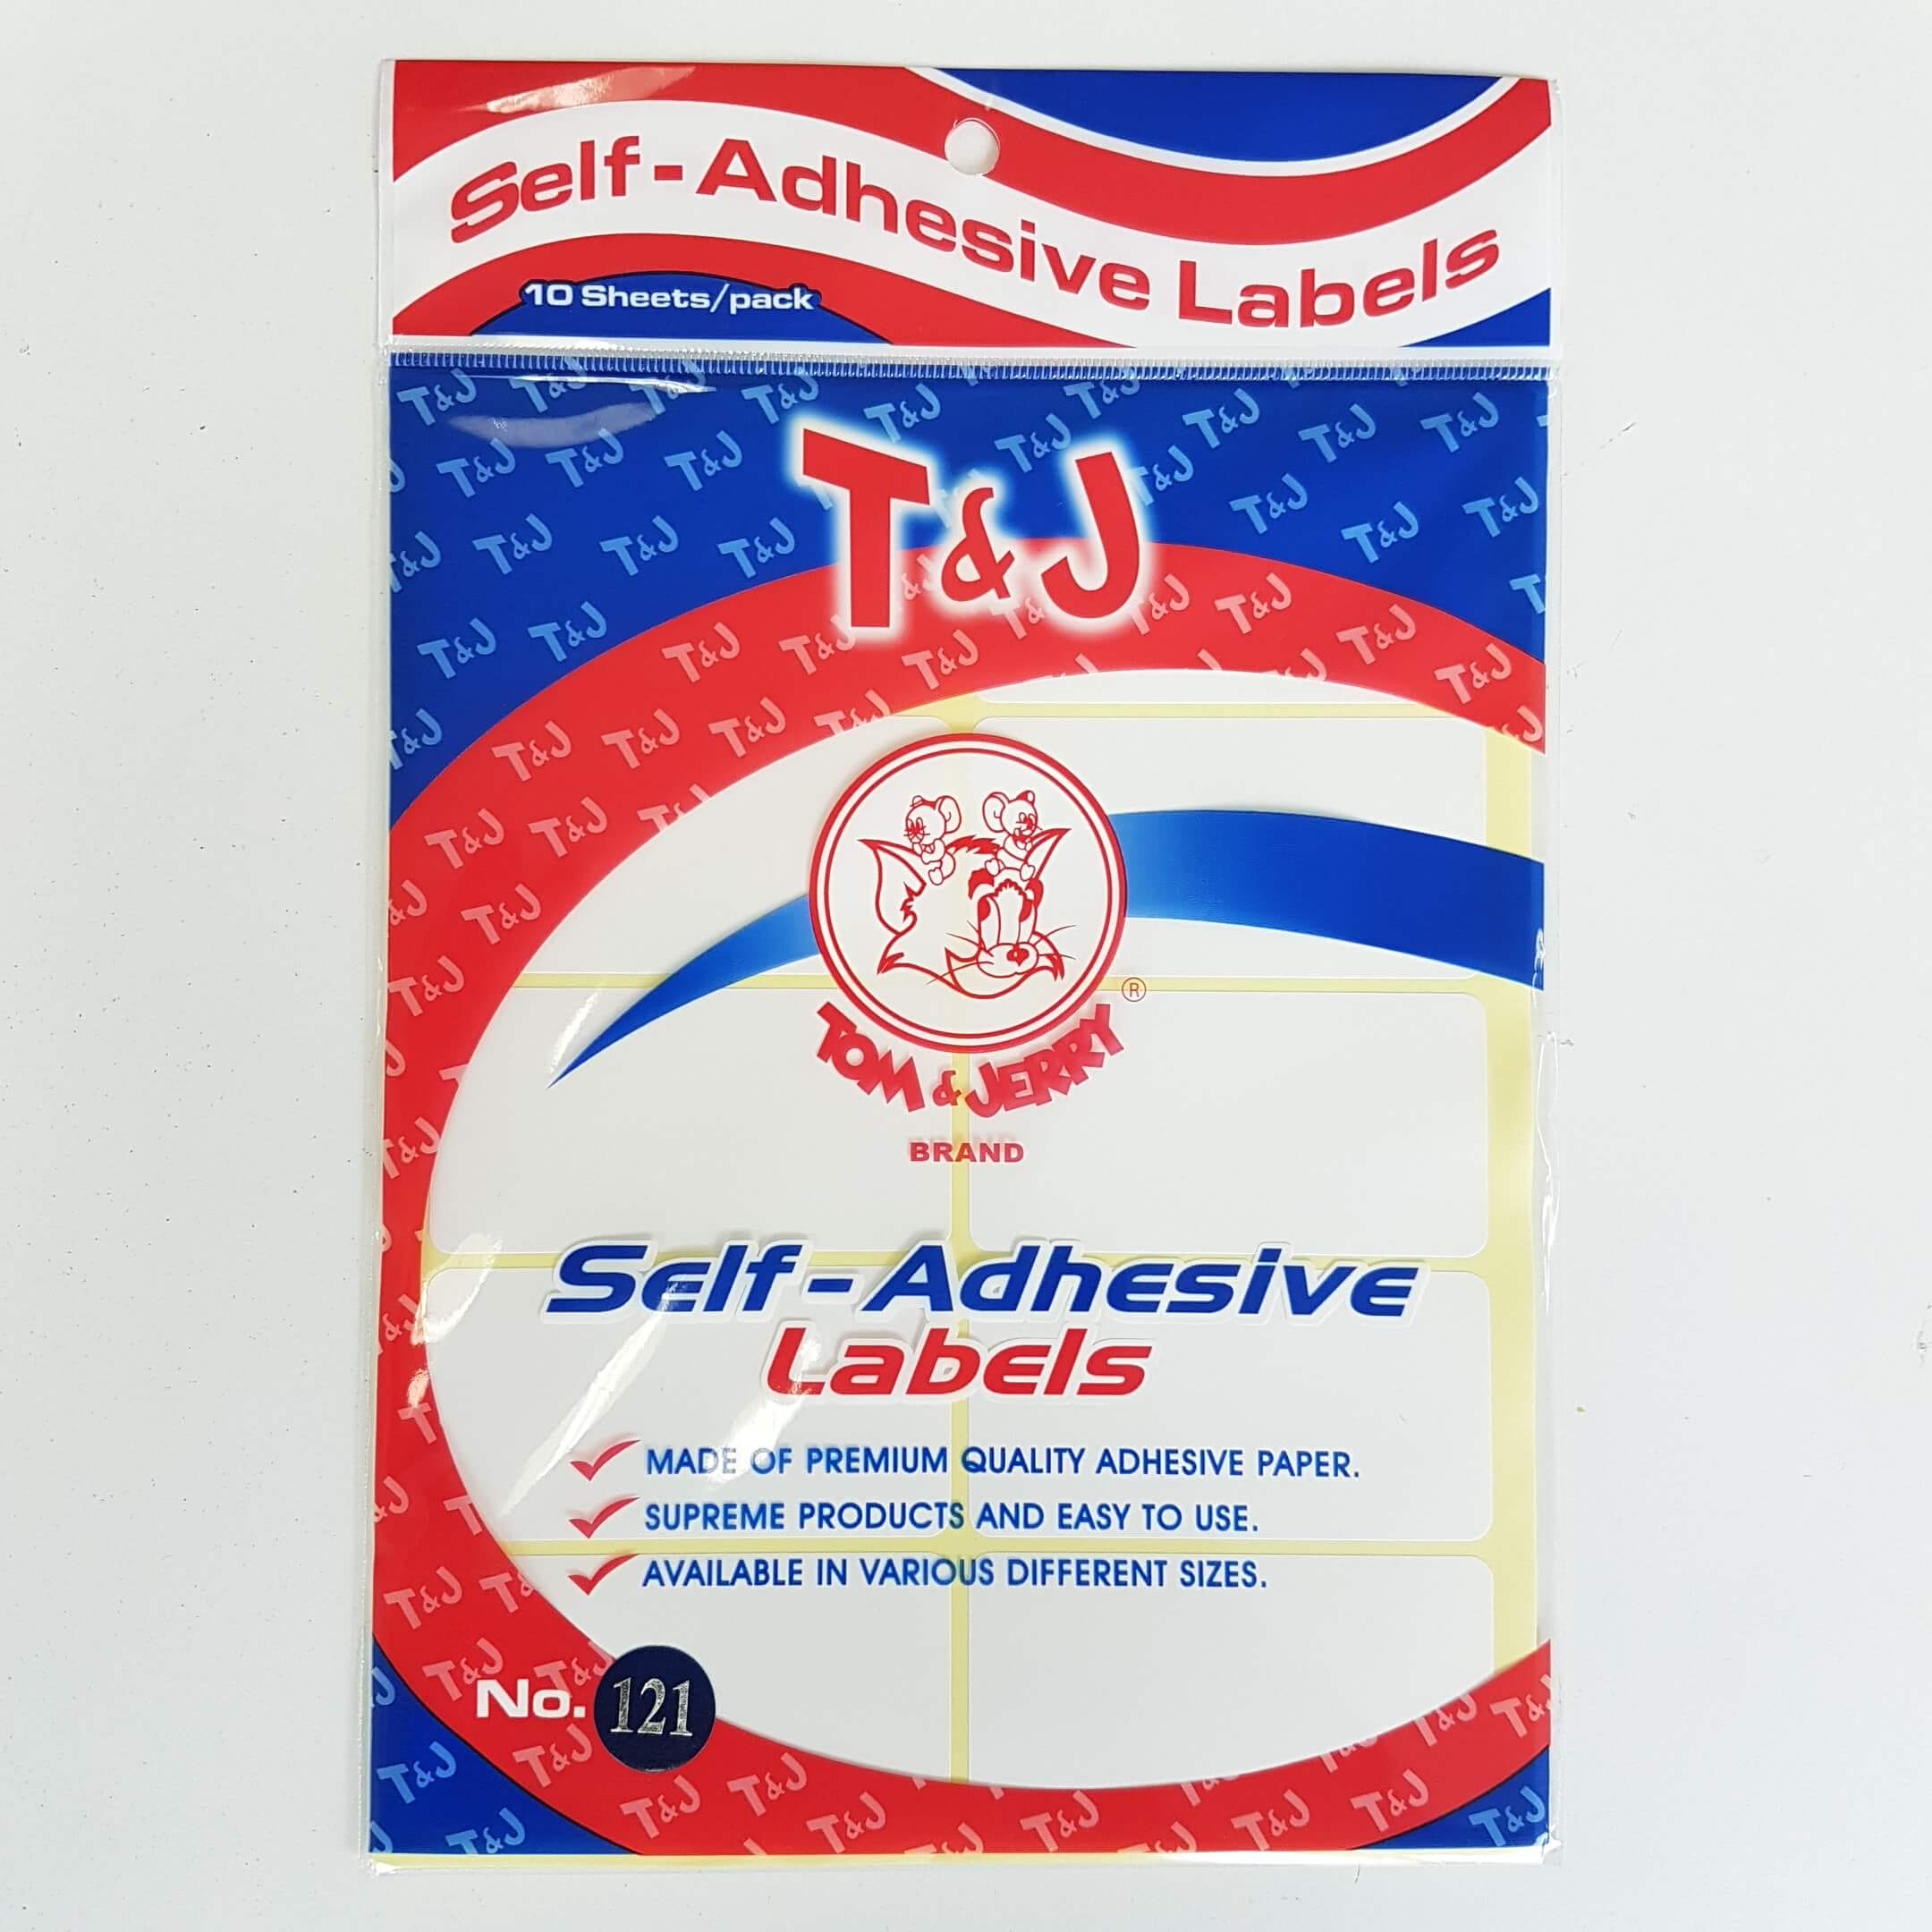 Self-Adhesive Labels
10 Sheets/pack
T&J
TOM & JERRY ®
BRAND
Self-Adhesive
Labels
MADE OF PREMIUM QUALITY ADHESIVE PAPER.
SUPREME PRODUCTS AND EASY TO USE.
AVAILABLE IN VARIOUS DIFFERENT SIZES.
No. 121